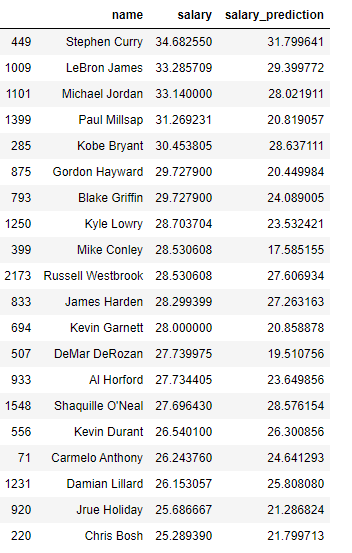 name salary salary_prediction
449 Stephen Curry 34.682550 31.799641
1009 LeBron James 33.285709 29.399772
1101 Michael Jordan 33.140000 28.021911
1399 Paul Millsap 31.269231 20.819057
285 Kobe Bryant 30.453805 28.637111
875 Gordon Hayward 29.727900 20.449984
793 Blake Griffin 29.727900 24.089005
1250 Kyle Lowry 28.703704 23.532421
399 Mike Conley 28.530608 17.585155
2173 Russell Westbrook 28.530608 27.606934
833 James Harden 28.299399 27.263163
694 Kevin Garnett 28.000000 20.858878
507 DeMar DeRozan 27.739975 19.510756
933 Al Horford 27.734405 23.649856
1548 Shaquille O'Neal 27.696430 28.576154
556 Kevin Durant 26.540100 26.300856
71 Carmelo Anthony 26.243760 24.641293
1231 Damian Lillard 26.153057 25.808080
920 Jrue Holiday 25.686667 21.286824
220 Chris Bosh 25.289390 21.799713